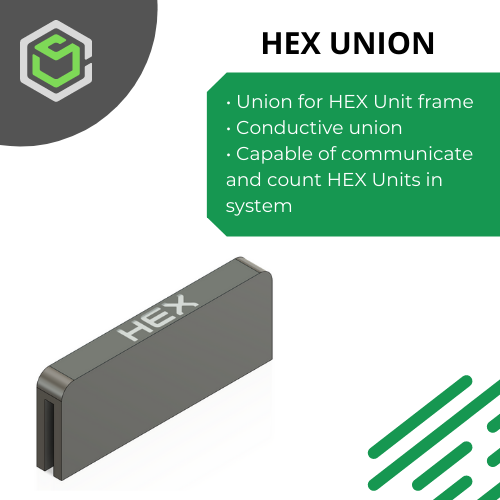 HEX UNION
• Union for HEX Unit frame
• Conductive union
• Capable of communicate
and count HEX Units in
system
HEX